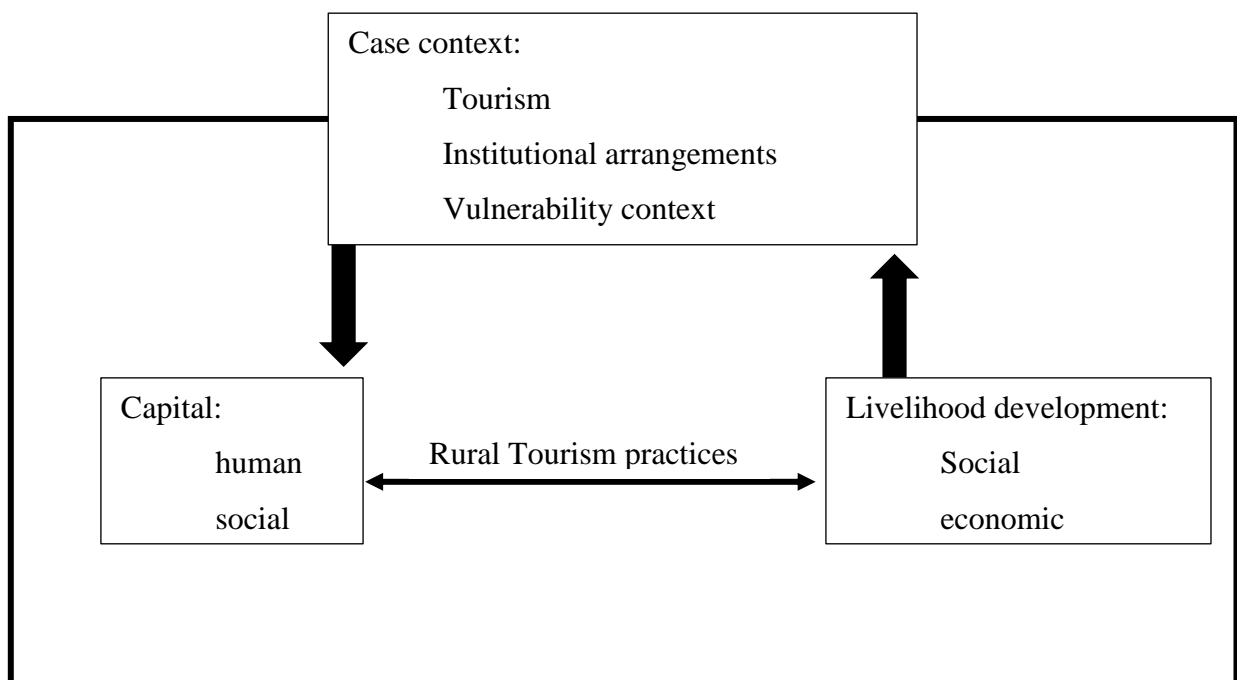 Case context:
Tourism
Institutional arrangements
Vulnerability context
Capital:
human
social
Rural Tourism practices
Livelihood development:
Social
economic